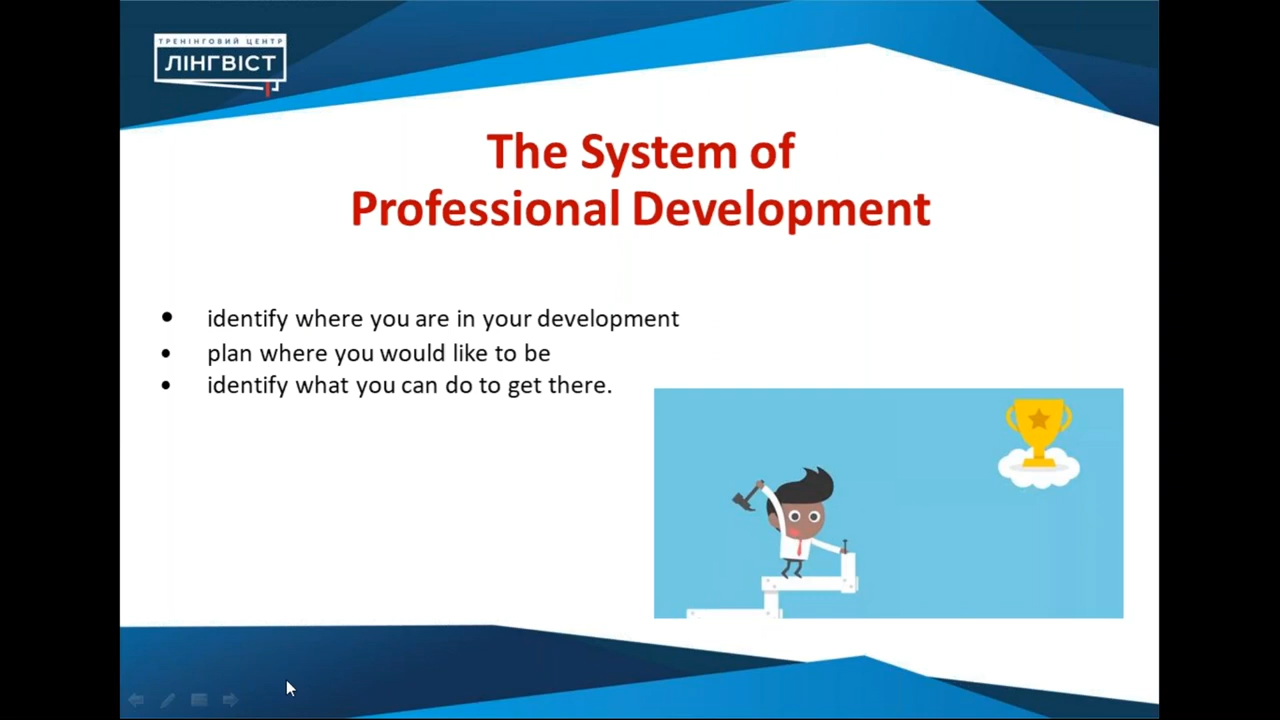 ТРЕНІНГОВИЙ ЦЕНТР
ЛІНГВІСТ
The System of
Professional Development
• identify where you are in your development
• plan where you would like to be
• identify what you can do to get there.